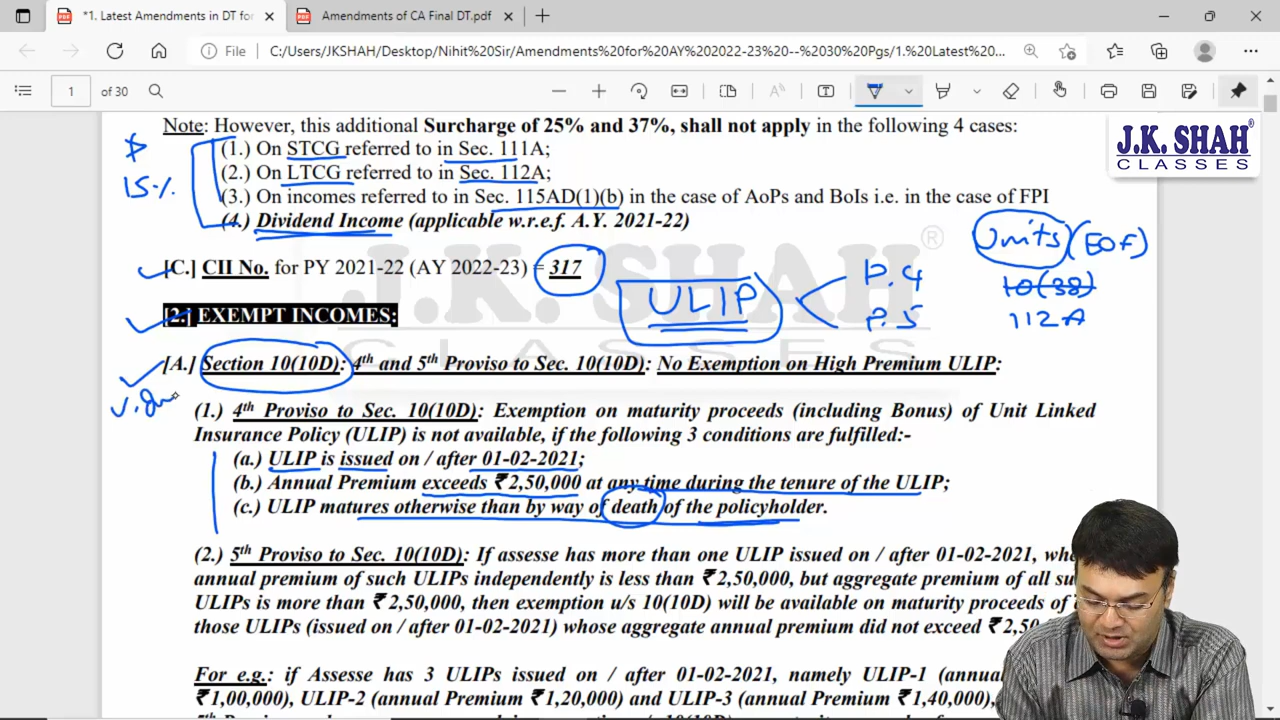 *1. Latest Amendments in DT for
Amendments of CA Final DT.pdf
File
C:/Users/JKSHAH/Desktop/Nihit%20Sir/Amendments%20for%20AY%202022-23%20--%2030%20Pgs/1.%20Latest%20...
1 of 30
J.K. SHAH
CLASSES
Note: However, this additional Surcharge of 25% and 37%, shall not apply in the following 4 cases:
(1.) On STCG referred to in Sec. 111A;
(2.) On LTCG referred to in Sec. 112A;
(3.) On incomes referred to in Sec. 115AD(1)(b) in the case of AoPs and BoIs i.e. in the case of FPI
(4.) Dividend Income (applicable w.r.e.f. A.Y. 2021-22)
15%
Units (EOF)
10(38)
112A
[C.] CII No. for PY 2021-22 (AY 2022-23) = 317
ULIP
P.4
P.5
J.K. SHAH ®
CLASSES
[2.] EXEMPT INCOMES:
[A.] Section 10(10D): 4th and 5th Proviso to Sec. 10(10D): No Exemption on High Premium ULIP:
(1.) 4th Proviso to Sec. 10(10D): Exemption on maturity proceeds (including Bonus) of Unit Linked
Insurance Policy (ULIP) is not available, if the following 3 conditions are fulfilled:-
(a.) ULIP is issued on / after 01-02-2021;
(b.) Annual Premium exceeds ₹2,50,000 at any time during the tenure of the ULIP;
(c.) ULIP matures otherwise than by way of death of the policyholder.
(2.) 5th Proviso to Sec. 10(10D): If assesse has more than one ULIP issued on / after 01-02-2021,
annual premium of such ULIPs independently is less than ₹2,50,000, but aggregate premium of all
ULIPs is more than ₹2,50,000, then exemption u/s 10(10D) will be available on maturity proceeds of
those ULIPs (issued on / after 01-02-2021) whose aggregate annual premium did not exceed
For e.g.: if Assesse has 3 ULIPs issued on / after 01-02-2021, namely ULIP-1 (annual
₹1,00,000), ULIP-2 (annual Premium ₹1,20,000) and ULIP-3 (annual Premium ₹1,40,000),